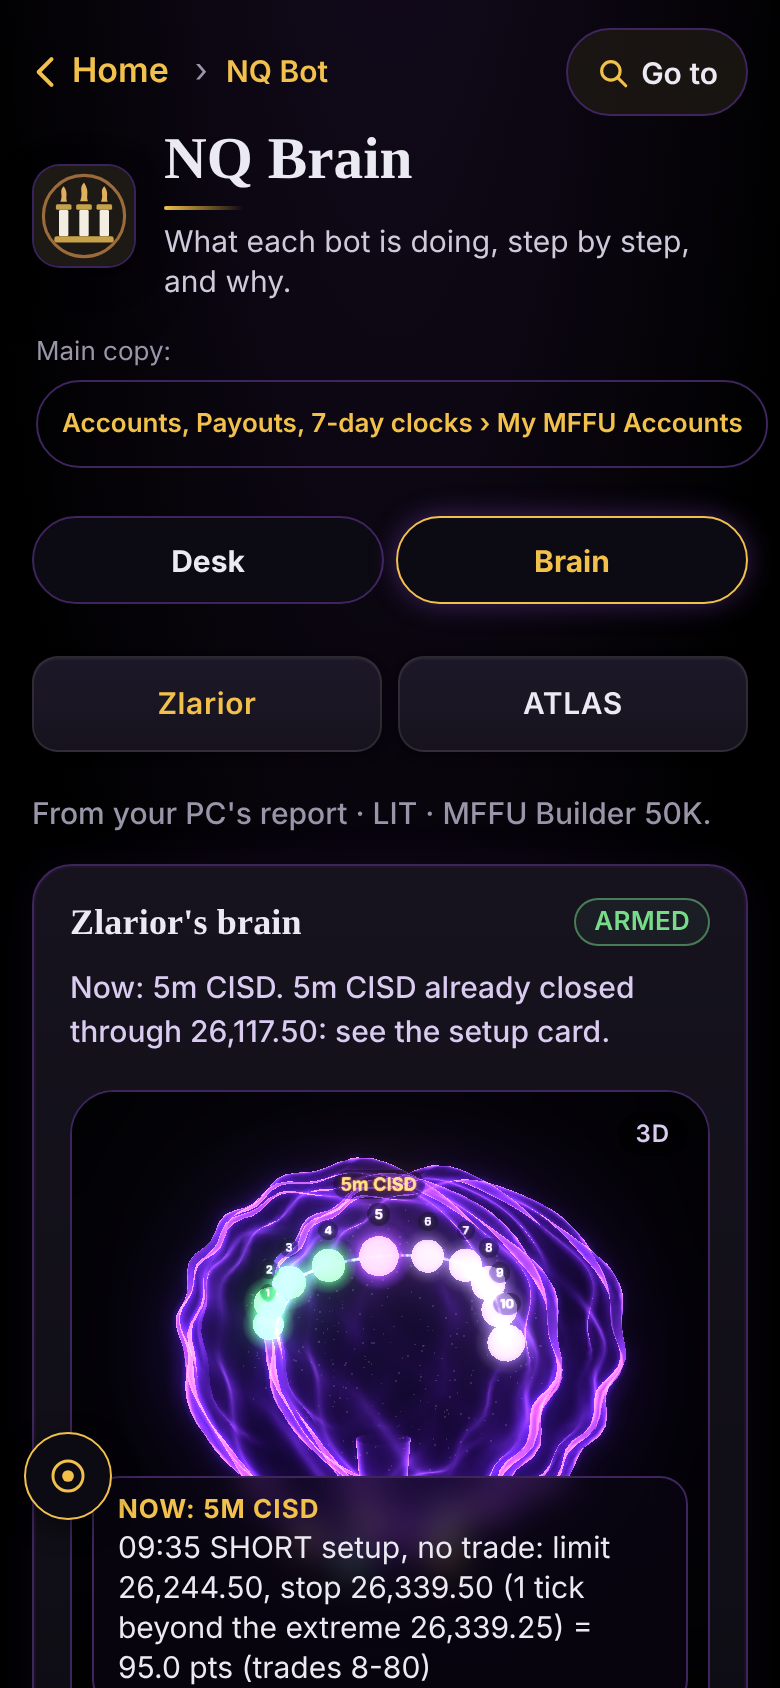 Home › NQ Bot
Go to
NQ Brain
What each bot is doing, step by step,
and why.
Main copy:
Accounts, Payouts, 7-day clocks › My MFFU Accounts
Desk
Brain
Zlarior
ATLAS
From your PC's report · LIT · MFFU Builder 50K.
Zlarior's brain
ARMED
Now: 5m CISD. 5m CISD already closed
through 26,117.50: see the setup card.
3D
5m CISD
1
2
3
4
5
6
7
8
9
10
NOW: 5M CISD
09:35 SHORT setup, no trade: limit
26,244.50, stop 26,339.50 (1 tick
beyond the extreme 26,339.25) =
95.0 pts (trades 8-80)